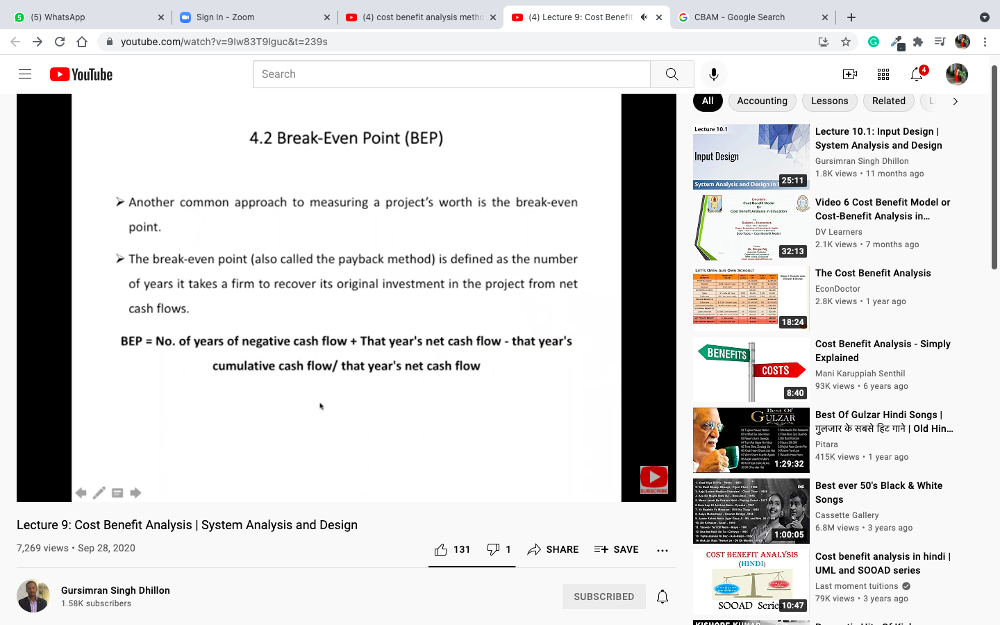 (5) WhatsApp
Sign In - Zoom
(4) cost benefit analysis metho
(4) Lecture 9: Cost Benefit
CBAM - Google Search
youtube.com/watch?v=9Iw83T9lguc&t=239s
YouTube
Search
4
4.2 Break-Even Point (BEP)
➢ Another common approach to measuring a project's worth is the break-even
point.
➢ The break-even point (also called the payback method) is defined as the number
of years it takes a firm to recover its original investment in the project from net
cash flows.
BEP = No. of years of negative cash flow + That year's net cash flow - that year's
cumulative cash flow/ that year's net cash flow
SUBSCRIBE
Lecture 9: Cost Benefit Analysis | System Analysis and Design
7,269 views • Sep 28, 2020
131
1
SHARE
SAVE
Gursimran Singh Dhillon
1.58K subscribers
SUBSCRIBED
All
Accounting
Lessons
Related
Lecture 10.1
Input Design
System Analysis and Design in
25:11
Lecture 10.1: Input Design |
System Analysis and Design
Gursimran Singh Dhillon
1.8K views • 11 months ago
E-content
Cost-Benefit Modal
Or
Cost Benefit Analysis in Education
32:13
Video 6 Cost Benefit Model or
Cost-Benefit Analysis in...
DV Learners
2.1K views • 7 months ago
LET'S OPEN OUR OWN SCHOOL!
18:24
The Cost Benefit Analysis
EconDoctor
2.8K views • 1 year ago
BENEFITS
COSTS
8:40
Cost Benefit Analysis - Simply
Explained
Mani Karuppiah Senthil
93K views • 6 years ago
Best Of
GULZAR
1:29:32
Best Of Gulzar Hindi Songs |
गुलजार के सबसे हिट गाने | Old Hin...
Pitara
415K views • 1 year ago
1:00:05
Best ever 50's Black & White
Songs
Cassette Gallery
6.8M views • 3 years ago
COST BENEFIT ANALYSIS
(HINDI)
SOOAD Serie
10:47
Cost benefit analysis in hindi |
UML and SOOAD series
Last moment tuitions
79K views • 3 years ago